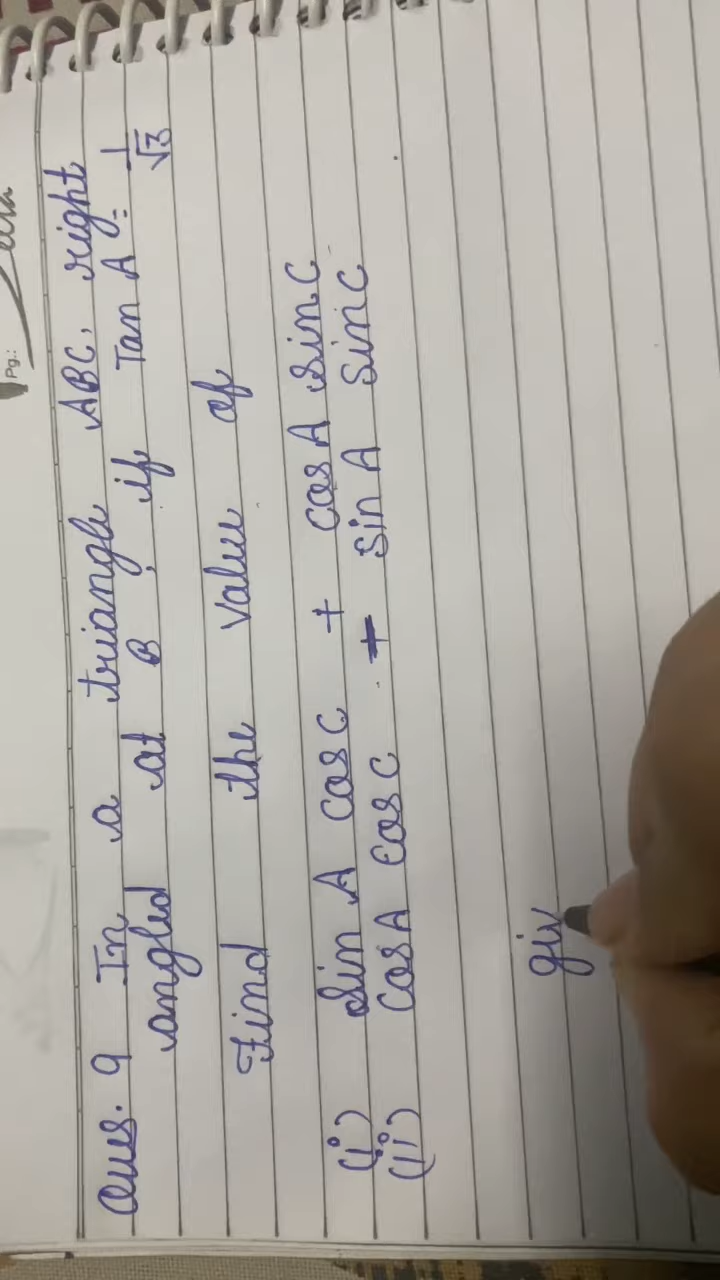 Pg.:
Ques. 9 In a triangle ABC, right
angled at B, if Tan A = 1/√3
Find the value of
(i) sin A cos C + cos A sin C
(ii) cos A cos C + sin A sin C
giv